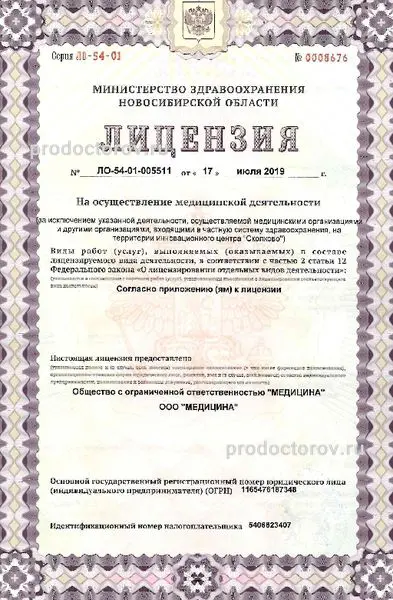 Серия ЛО-54-01 № 0008676
МИНИСТЕРСТВО ЗДРАВООХРАНЕНИЯ
НОВОСИБИРСКОЙ ОБЛАСТИ
ЛИЦЕНЗИЯ
prodoctorov.ru
№ ЛО-54-01-005511 от « 17 » июля 2019 г.
На осуществление медицинской деятельности
(за исключением указанной деятельности, осуществляемой медицинскими организациями
и другими организациями, входящими в частную систему здравоохранения, на
территории инновационного центра "Сколково")
Виды работ (услуг), выполняемых (оказываемых) в составе
лицензируемого вида деятельности, в соответствии с частью 2 статьи 12
Федерального закона «О лицензировании отдельных видов деятельности»:
Согласно приложению (ям) к лицензии
Настоящая лицензия предоставлена
Общество с ограниченной ответственностью "МЕДИЦИНА"
ООО "МЕДИЦИНА"
prodoctorov.ru
Основной государственный регистрационный номер юридического лица
(индивидуального предпринимателя) (ОГРН) 1165476187348
Идентификационный номер налогоплательщика 5406623407